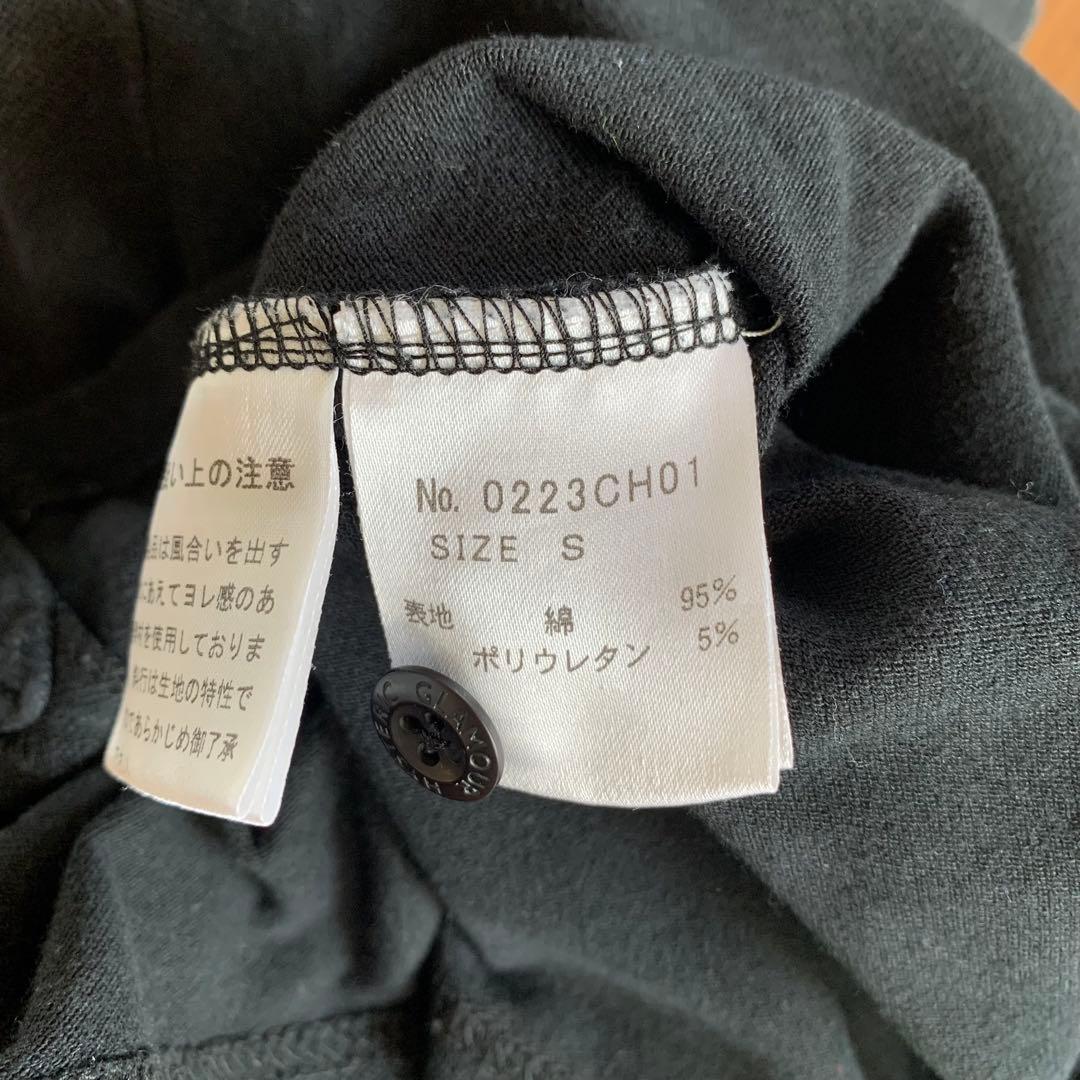 い上の注意
品は風合いを出す
にあえてヨレ感のあ
を使用しておりま
行は生地の特性で
であらかじめ御了承
No. 0223CH01
SIZE S
表地 綿 95%
ポリウレタン 5%
GLAMOUR